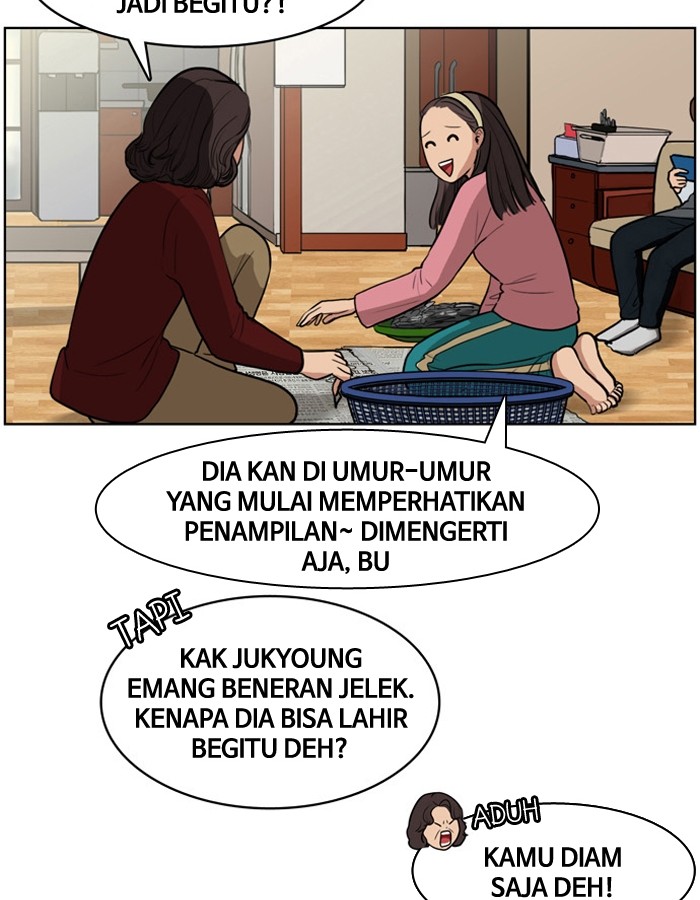 JADI BEGITU?!
DIA KAN DI UMUR-UMUR
YANG MULAI MEMPERHATIKAN
PENAMPILAN~ DIMENGERTI
AJA, BU
TAPI
KAK JUKYOUNG
EMANG BENERAN JELEK.
KENAPA DIA BISA LAHIR
BEGITU DEH?
ADUH
KAMU DIAM
SAJA DEH!